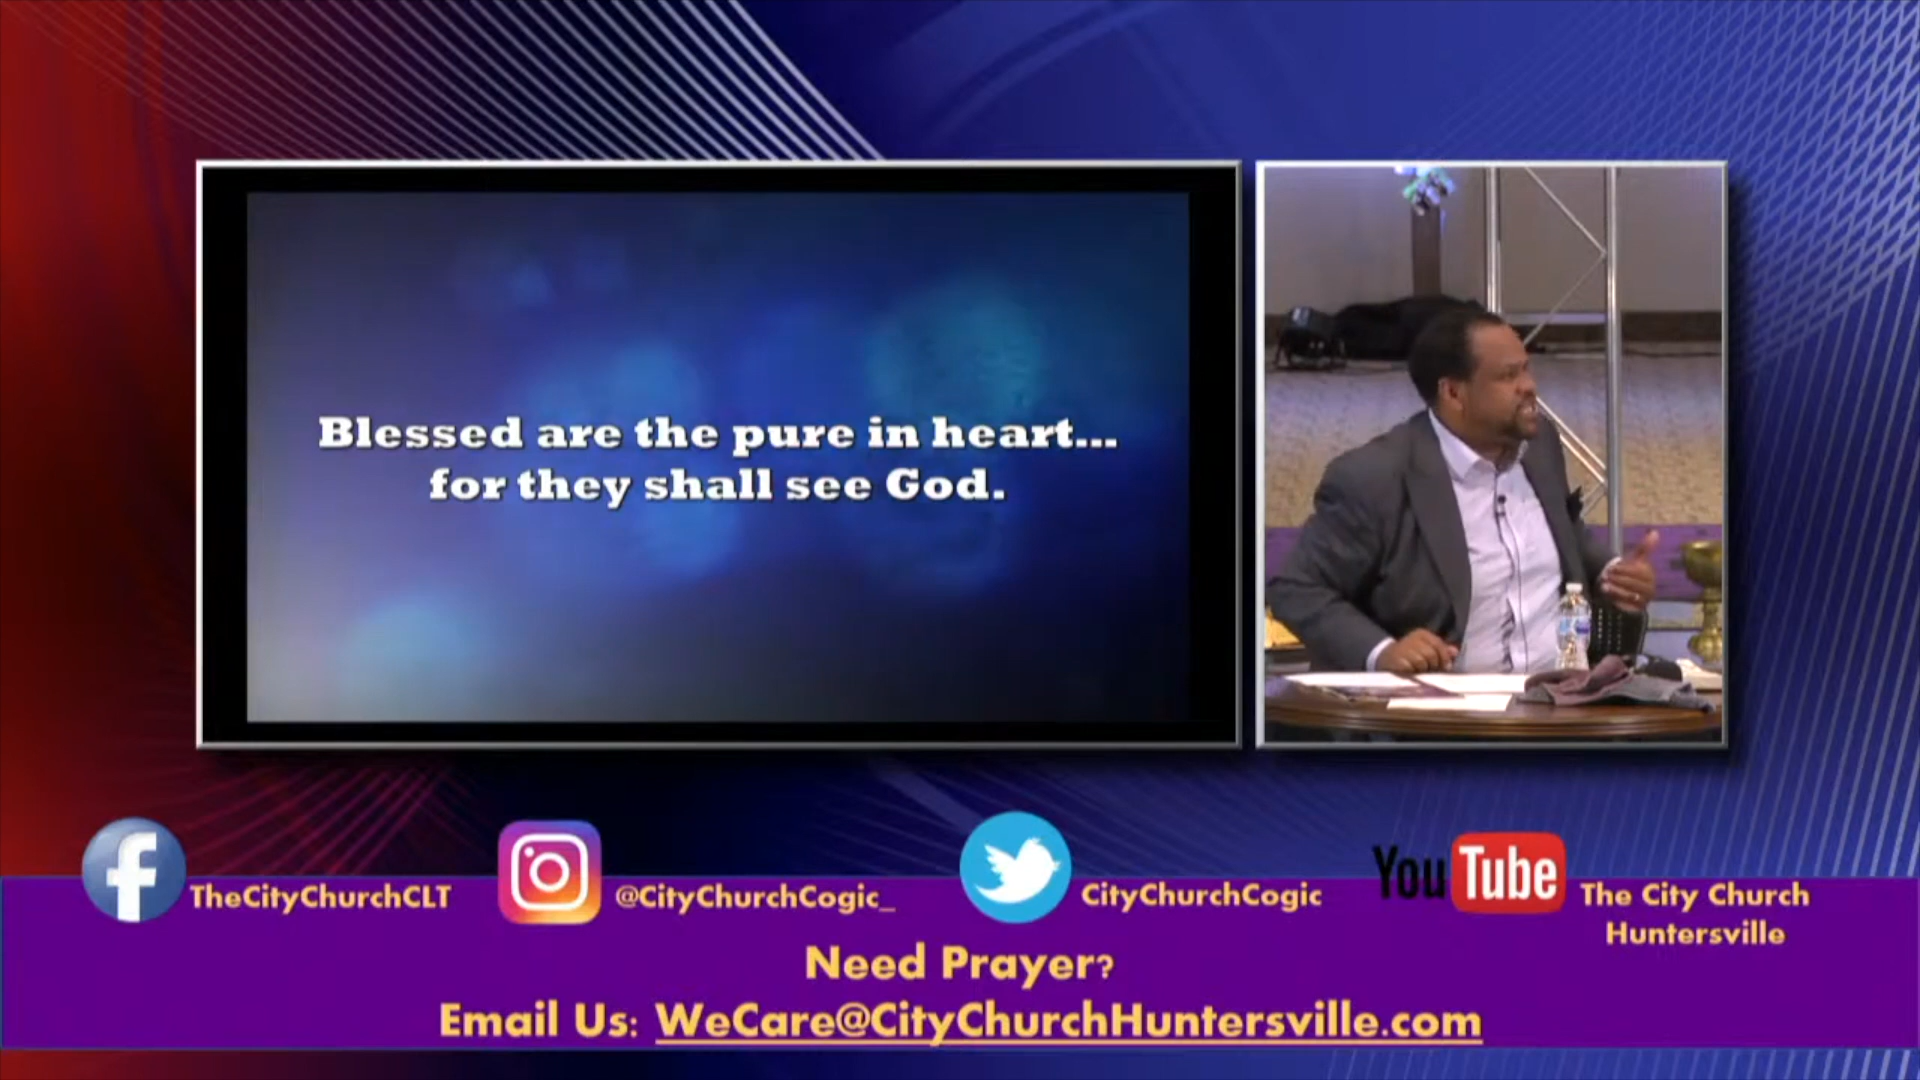 Blessed are the pure in heart...
for they shall see God.
f TheCityChurchCLT
@CityChurchCogic_
CityChurchCogic
YouTube The City Church
Huntersville
Need Prayer?
Email Us: WeCare@CityChurchHuntersville.com